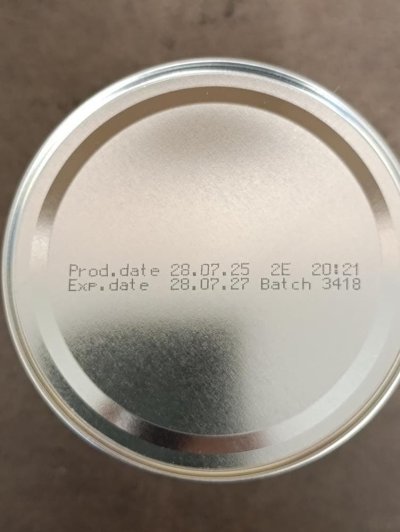 Prod.date 28.07.25 2E 20:21
Exp.date 28.07.27 Batch 3418